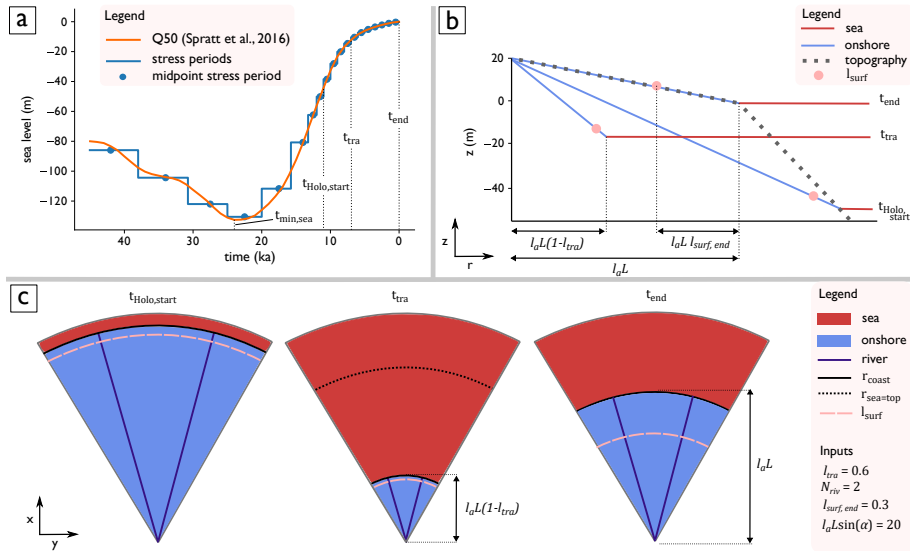 a
Legend
Q50 (Spratt et al., 2016)
stress periods
midpoint stress period
sea level (m)
0
−20
−40
−60
−80
−100
−120
t_end
t_tra
t_Holo,start
t_min,sea
40
30
20
10
0
time (ka)
b
Legend
sea
onshore
topography
l_surf
z (m)
20
0
−20
−40
t_end
t_tra
t_Holo,
start
l_aL(1-l_tra)
l_aL l_surf, end
l_aL
z
r
c
t_Holo,start
t_tra
t_end
l_aL(1-l_tra)
l_aL
x
y
Legend
sea
onshore
river
r_coast
r_sea=top
l_surf
Inputs
l_tra = 0.6
N_riv = 2
l_surf, end = 0.3
l_aLsin(α) = 20